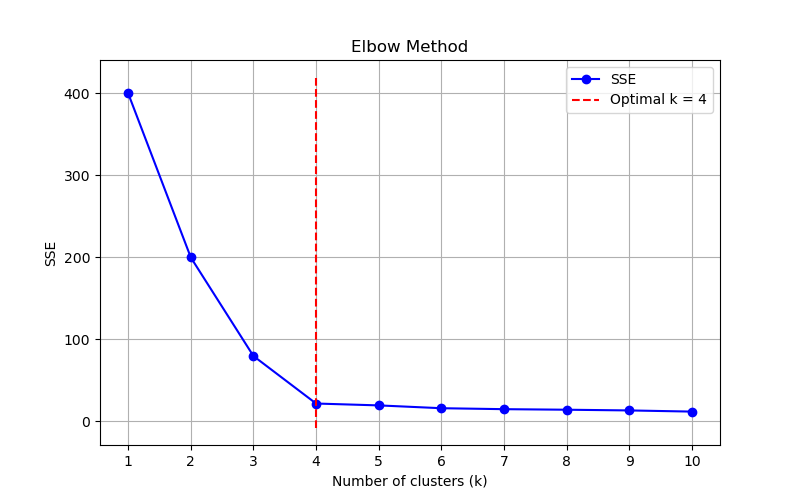 Elbow Method
SSE
Optimal k = 4
400
300
200
100
0
SSE
1 2 3 4 5 6 7 8 9 10
Number of clusters (k)